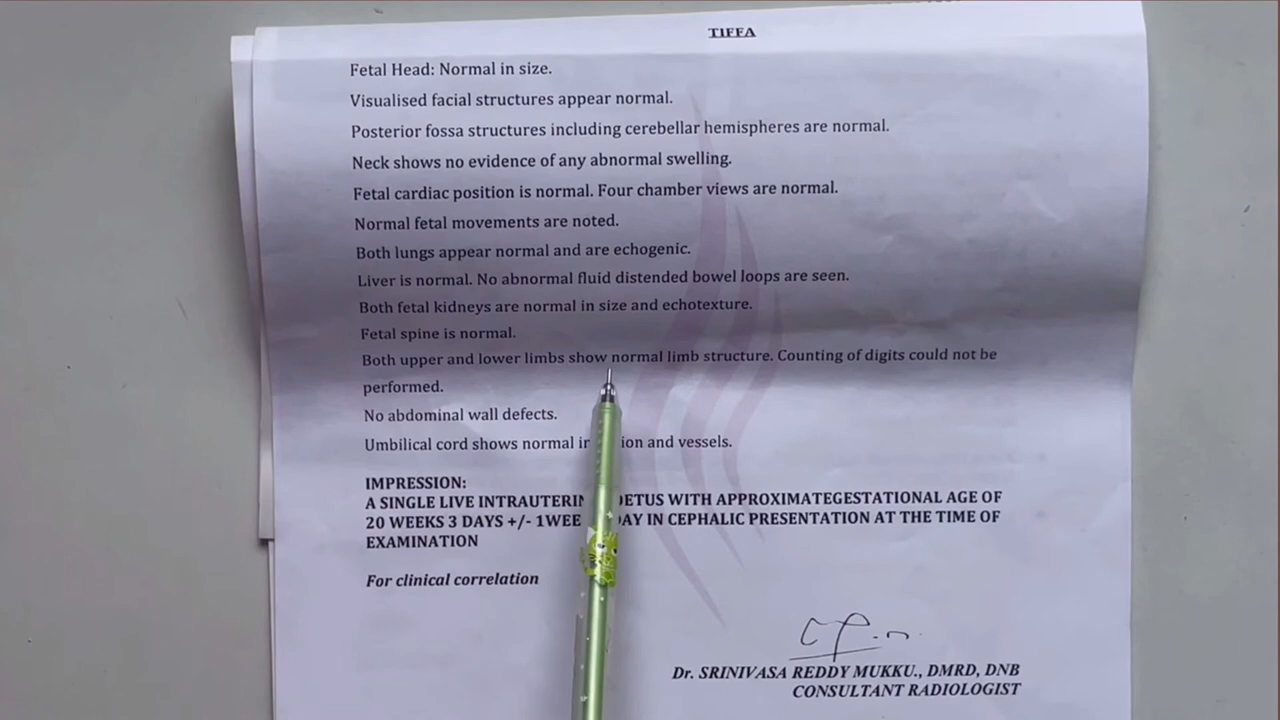 TIFFA
Fetal Head: Normal in size.
Visualised facial structures appear normal.
Posterior fossa structures including cerebellar hemispheres are normal.
Neck shows no evidence of any abnormal swelling.
Fetal cardiac position is normal. Four chamber views are normal.
Normal fetal movements are noted.
Both lungs appear normal and are echogenic.
Liver is normal. No abnormal fluid distended bowel loops are seen.
Both fetal kidneys are normal in size and echotexture.
Fetal spine is normal.
Both upper and lower limbs show normal limb structure. Counting of digits could not be
performed.
No abdominal wall defects.
Umbilical cord shows normal and vessels.
IMPRESSION:
A SINGLE LIVE WITH APPROXIMATEGESTATIONAL AGE OF
20 WEEKS 3 DAYS +/- IN CEPHALIC PRESENTATION AT THE TIME OF
EXAMINATION
For clinical correlation
Dr. SRINIVASA REDDY MUKKU., DMRD, DNB
CONSULTANT RADIOLOGIST